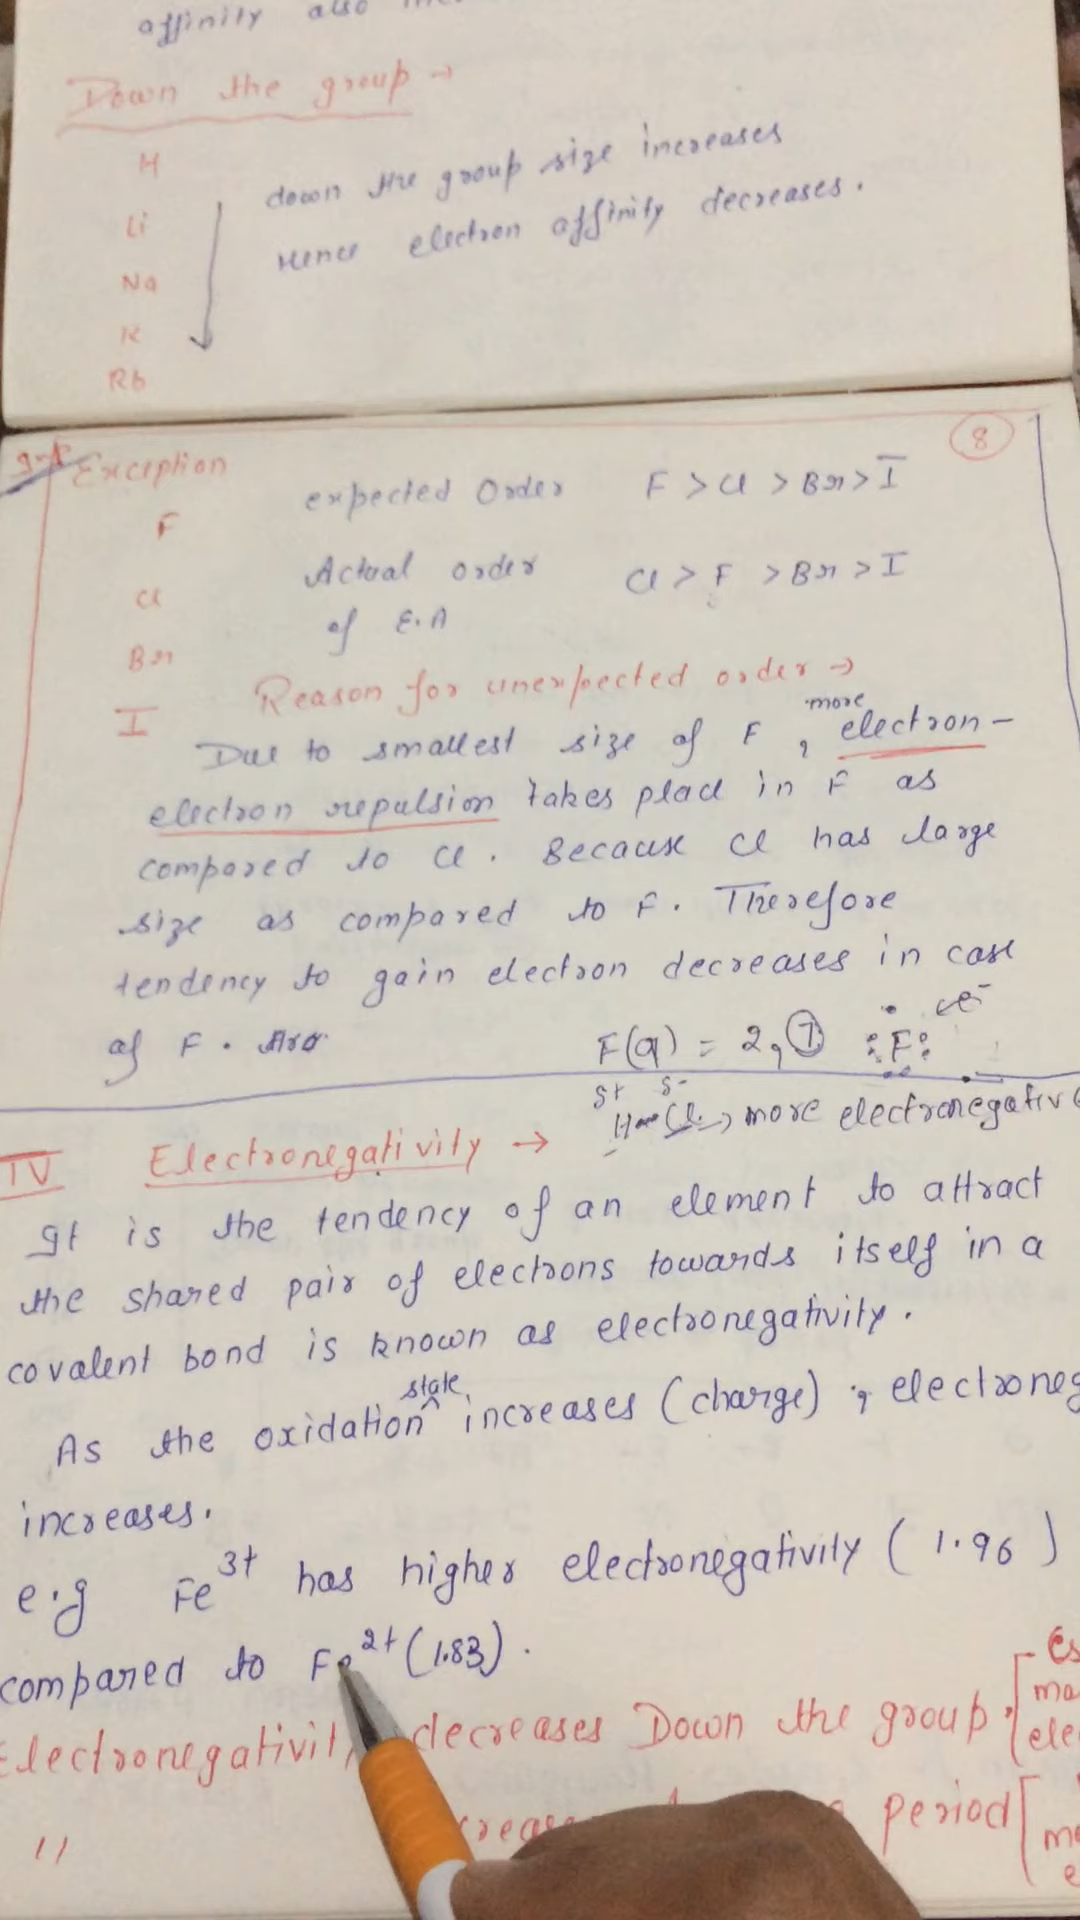 affinity also
Down the group →
H
Li
Na
K
Rb
down the group size increases
Hence electron affinity decreases.
8
Exception
F
Cl
Br
I
expected Order F > Cl > Br > I
Actual order Cl > F > Br > I
of E.A
Reason for unexpected order →
Due to smallest size of F, more electron-
electron repulsion takes place in F as
compared to Cl. Because Cl has large
size as compared to F. Therefore
tendency to gain electron decreases in case
of F.
F(9) = 2, 7 :F: e⁻
δ+ δ-
H-Cl → more electronegative
IV Electronegativity →
It is the tendency of an element to attract
the shared pair of electrons towards itself in a
covalent bond is known as electronegativity.
As the oxidation state increases (charge), electroneg
increases.
e.g Fe³⁺ has higher electronegativity (1.96)
compared to Fe²⁺ (1.83).
Electronegativity decreases Down the group.
period
ma
ele
"
e